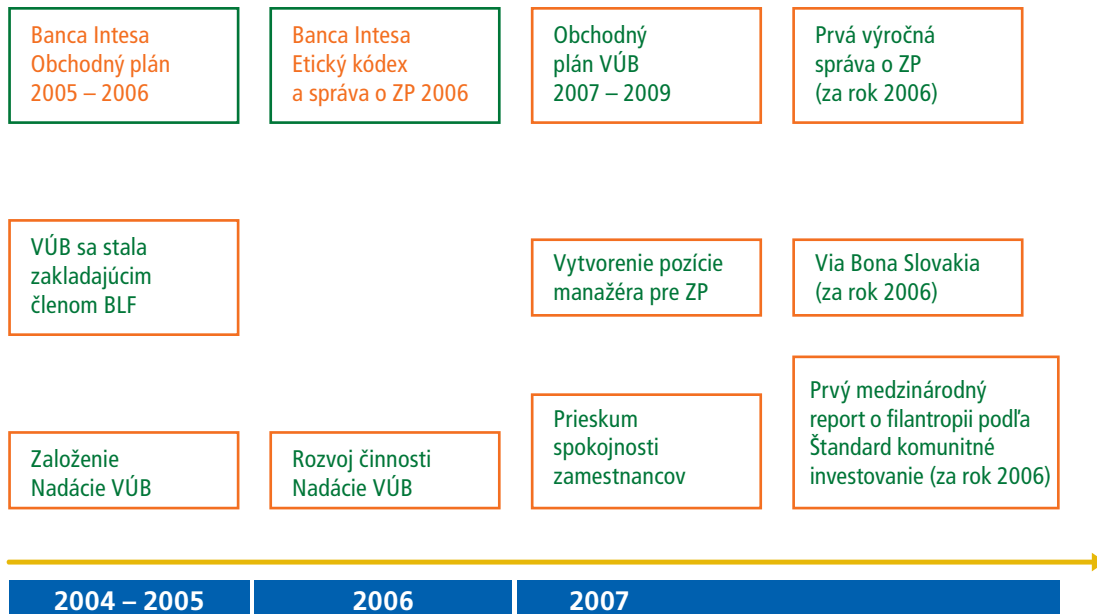 Banca Intesa
Obchodný plán
2005 – 2006
Banca Intesa
Etický kódex
a správa o ZP 2006
Obchodný
plán VÚB
2007 – 2009
Prvá výročná
správa o ZP
(za rok 2006)
VÚB sa stala
zakladajúcim
členom BLF
Vytvorenie pozície
manažéra pre ZP
Via Bona Slovakia
(za rok 2006)
Založenie
Nadácie VÚB
Rozvoj činnosti
Nadácie VÚB
Prieskum
spokojnosti
zamestnancov
Prvý medzinárodný
report o filantropii podľa
Štandard komunitné
investovanie (za rok 2006)
2004 – 2005
2006
2007